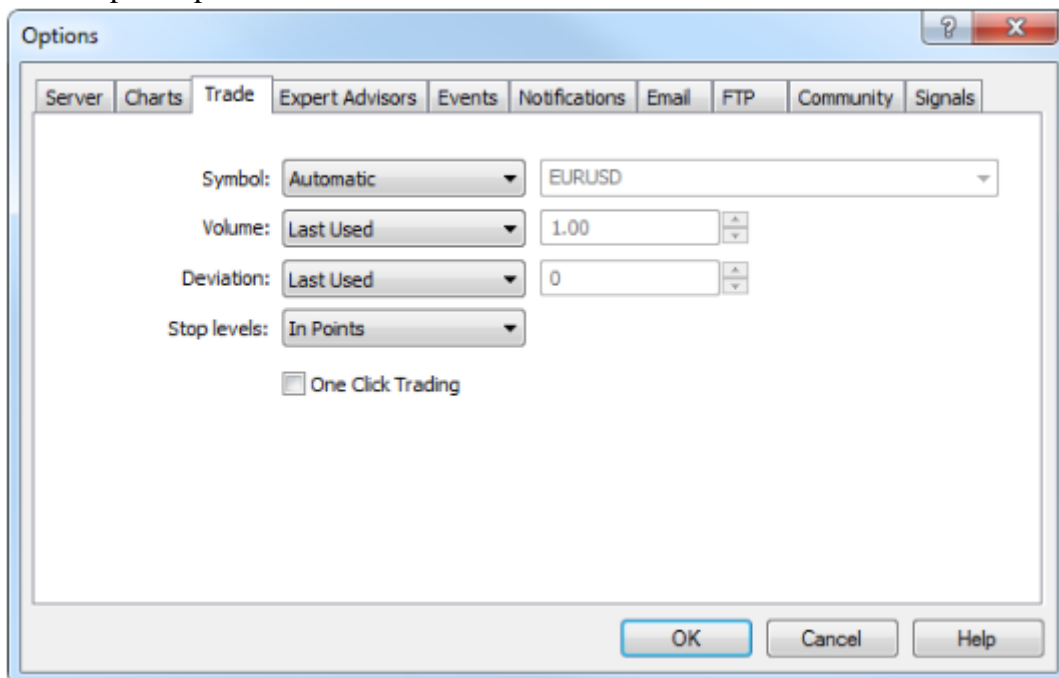 Options
Server Charts Trade Expert Advisors Events Notifications Email FTP Community Signals
Symbol: Automatic EURUSD
Volume: Last Used 1.00
Deviation: Last Used 0
Stop levels: In Points
One Click Trading
OK Cancel Help